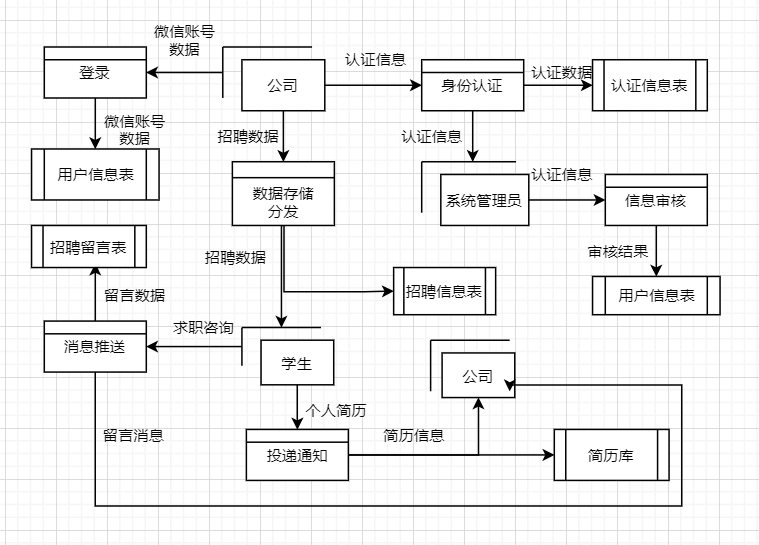 微信账号
数据
登录
公司
认证信息
身份认证
认证数据
认证信息表
微信账号
数据
招聘数据
认证信息
用户信息表
数据存储
分发
系统管理员
认证信息
信息审核
招聘留言表
招聘数据
审核结果
留言数据
招聘信息表
用户信息表
消息推送
求职咨询
学生
公司
个人简历
留言消息
投递通知
简历信息
简历库